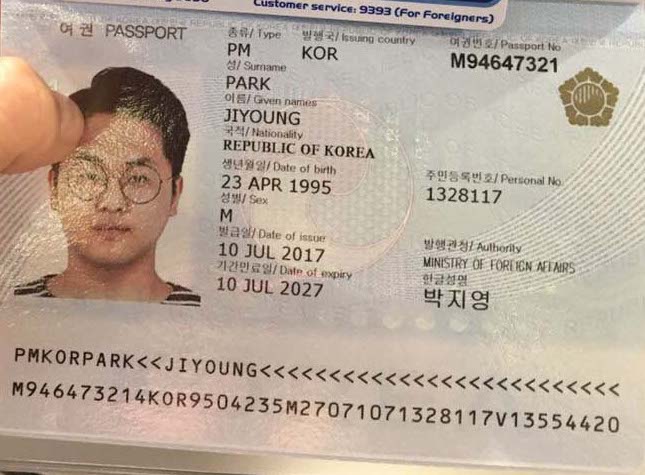 Customer service: 9393 (For Foreigners)
여권 PASSPORT
종류/ Type 발행국/ Issuing country 여권번호/ Passport No
PM KOR M94647321
성/ Surname
PARK
이름/ Given names
JIYOUNG
국적/ Nationality
REPUBLIC OF KOREA
생년월일/ Date of birth 주민등록번호/ Personal No.
23 APR 1995 1328117
성별/ Sex
M
발급일/ Date of issue 발행관청/ Authority
10 JUL 2017 MINISTRY OF FOREIGN AFFAIRS
기간만료일/ Date of expiry 한글성명
10 JUL 2027 박지영
PMKORPARK<<JIYOUNG<<<<<<<<<<<<<<<<<<<<<<<<<<
M946473214KOR9504235M27071071328117V13554420